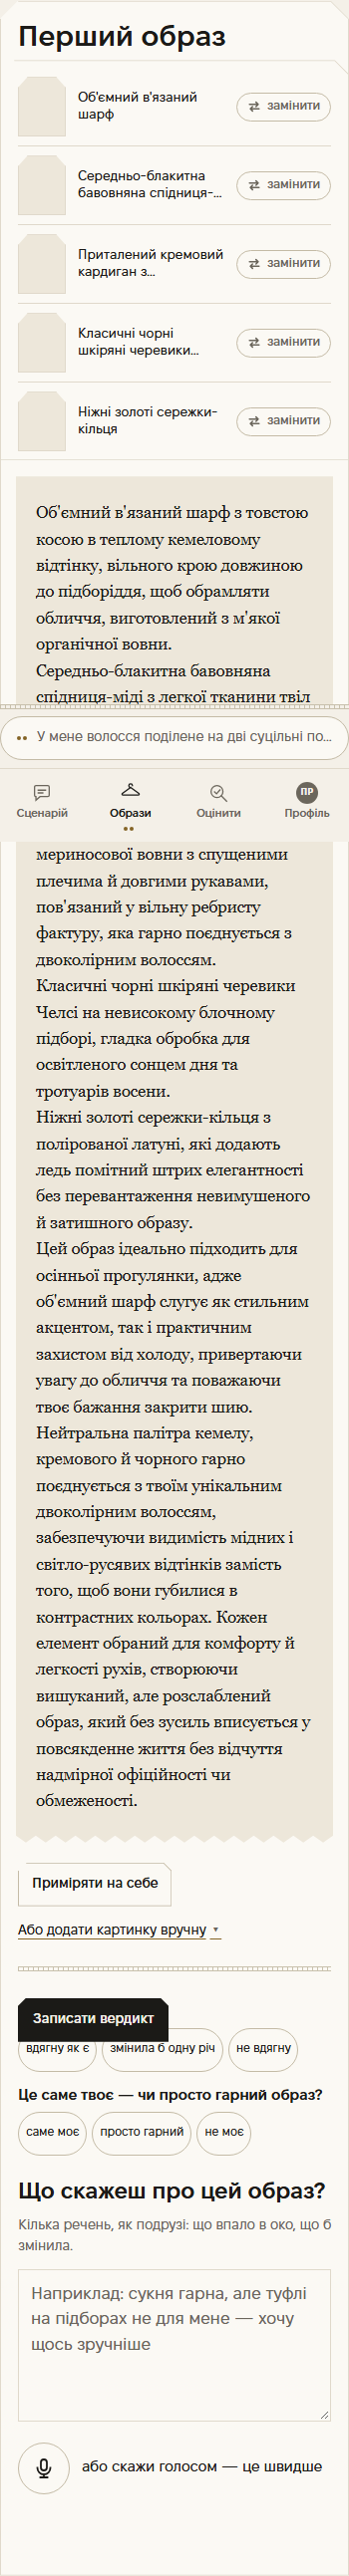 Перший образ
Об'ємний в'язаний
шарф
замінити
Середньо-блакитна
бавовняна спідниця-...
замінити
Приталений кремовий
кардиган з...
замінити
Класичні чорні
шкіряні черевики...
замінити
Ніжні золоті сережки-
кільця
замінити
Об'ємний в'язаний шарф з товстою
косою в теплому кемеловому
відтінку, вільного крою довжиною
до підборіддя, щоб обрамляти
обличчя, виготовлений з м'якої
органічної вовни.
Середньо-блакитна бавовняна
спідниця-міді з легкої тканини твіл
У мене волосся поділене на дві суцільні по...
Сценарій
Образи
Оцінити
ПР
Профіль
мериносової вовни з спущеними
плечима й довгими рукавами,
пов'язаний у вільну ребристу
фактуру, яка гарно поєднується з
двоколірним волоссям.
Класичні чорні шкіряні черевики
Челсі на невисокому блочному
підборі, гладка обробка для
освітленого сонцем дня та
тротуарів восени.
Ніжні золоті сережки-кільця з
полірованої латуні, які додають
ледь помітний штрих елегантності
без перевантаження невимушеного
й затишного образу.
Цей образ ідеально підходить для
осінньої прогулянки, адже
об'ємний шарф слугує як стильним
акцентом, так і практичним
захистом від холоду, привертаючи
увагу до обличчя та поважаючи
твоє бажання закрити шию.
Нейтральна палітра кемелу,
кремового й чорного гарно
поєднується з твоїм унікальним
двоколірним волоссям,
забезпечуючи видимість мідних і
світло-русявих відтінків замість
того, щоб вони губилися в
контрастних кольорах. Кожен
елемент обраний для комфорту й
легкості рухів, створюючи
вишуканий, але розслаблений
образ, який без зусиль вписується у
повсякденне життя без відчуття
надмірної офіційності чи
обмеженості.
Приміряти на себе
Або додати картинку вручну
Записати вердикт
вдягну як є
змінила б одну річ
не вдягну
Це саме твоє — чи просто гарний образ?
саме моє
просто гарний
не моє
Що скажеш про цей образ?
Кілька речень, як подрузі: що впало в око, що б
змінила.
Наприклад: сукня гарна, але туфлі
на підборах не для мене — хочу
щось зручніше
або скажи голосом — це швидше